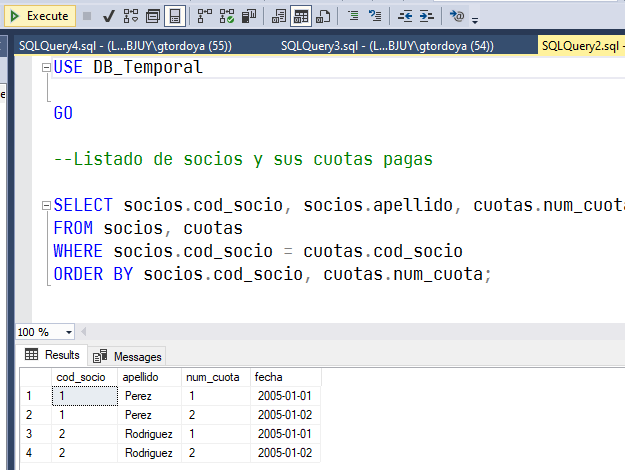 Execute
SQLQuery4.sql - (L...BJUY\gtordoya (55)) SQLQuery3.sql - (L...BJUY\gtordoya (54)) SQLQuery2.sql -
USE DB_Temporal
GO
--Listado de socios y sus cuotas pagas
SELECT socios.cod_socio, socios.apellido, cuotas.num_cuota
FROM socios, cuotas
WHERE socios.cod_socio = cuotas.cod_socio
ORDER BY socios.cod_socio, cuotas.num_cuota;
100 %
Results Messages
cod_socio apellido num_cuota fecha
1 1 Perez 1 2005-01-01
2 1 Perez 2 2005-01-02
3 2 Rodriguez 1 2005-01-01
4 2 Rodriguez 2 2005-01-02